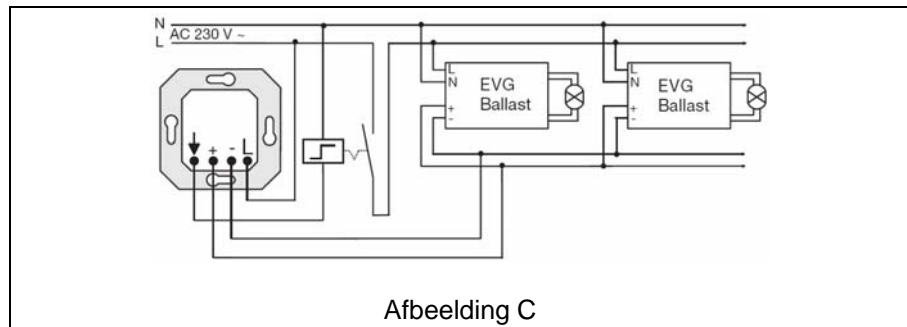 N
AC 230 V ~
L
L
N
EVG
Ballast
+
-
L
N
EVG
Ballast
+
-
+ - L
Afbeelding C